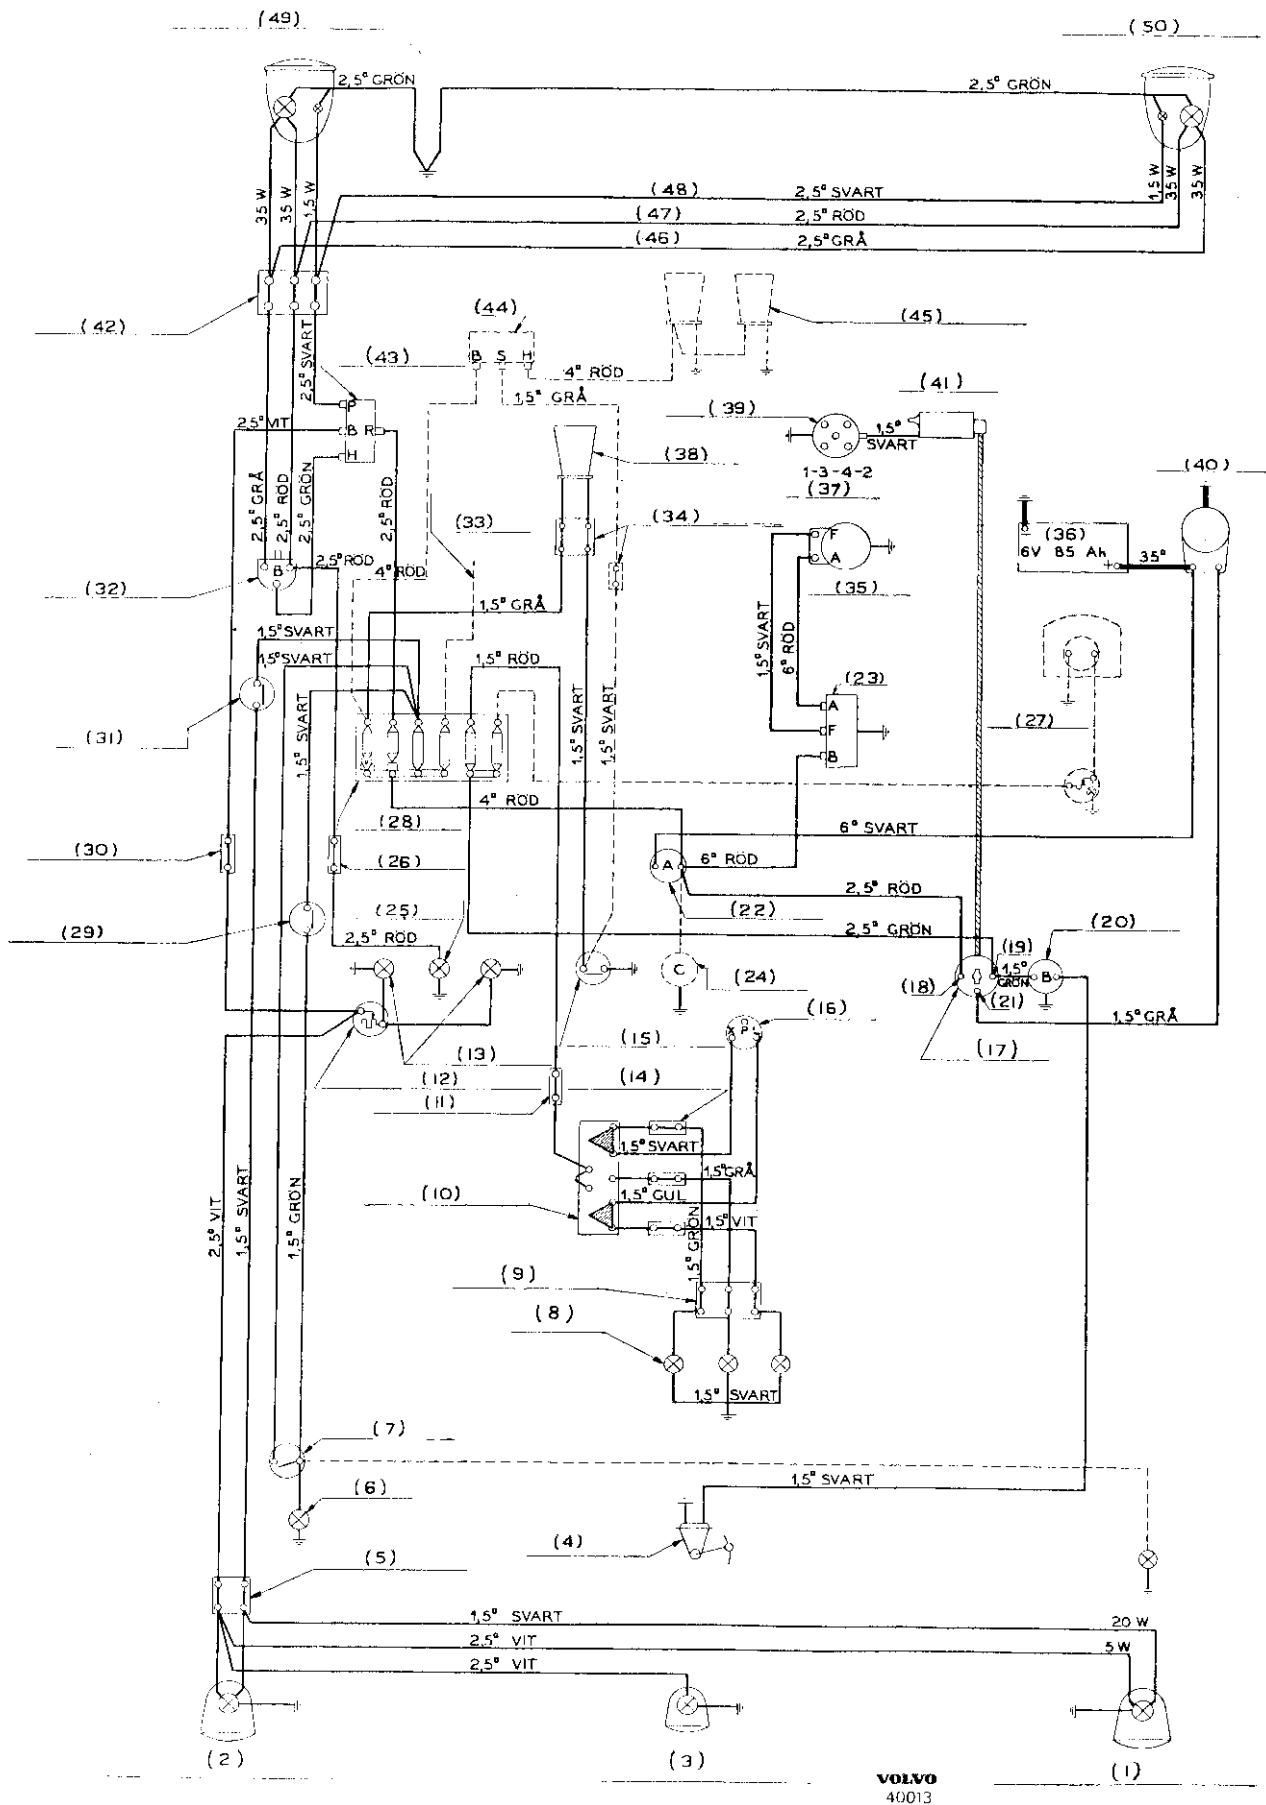 (49)
(50)
2,5□ GRÖN
2,5□ GRÖN
35 W
35 W
1,5 W
1,5 W
35 W
35 W
(48)
2,5□ SVART
(47)
2,5□ RÖD
(46)
2,5□ GRÅ
(42)
(44)
(45)
(43)
B S H
4□ RÖD
2,5□ SVART
1,5□ GRÅ
(41)
(39)
1,5□
SVART
P
B R
H
2,5□ VIT
(38)
1-3-4-2
(37)
(40)
2,5□ GRÅ
2,5□ RÖD
2,5□ GRÖN
2,5□ RÖD
(33)
(34)
F
A
(36)
6V 85 Ah
+
35□
B
2,5□ RÖD
4□ RÖD
(32)
(35)
1,5□ GRÅ
1,5□ SVART
1,5□ SVART
1,5□ RÖD
1,5□ SVART
6□ RÖD
(23)
A
F
B
(31)
1,5□ SVART
1,5□ SVART
1,5□ SVART
(27)
4□ RÖD
(28)
6□ SVART
(30)
(26)
A
6□ RÖD
2,5□ RÖD
(22)
(25)
(29)
2,5□ GRÖN
(20)
2,5□ RÖD
(19)
1,5□
GRÖN
B
C
(24)
(18)
(21)
(16)
1,5□ GRÅ
X P L
(15)
(17)
(13)
(12)
(14)
(11)
1,5□ SVART
1,5□ GRÅ
(10)
1,5□ GUL
1,5□ VIT
1,5□ GRÖN
2,5□ VIT
1,5□ SVART
1,5□ GRÖN
(9)
(8)
1,5□ SVART
(7)
1,5□ SVART
(6)
(4)
(5)
1,5□ SVART
20 W
2,5□ VIT
5 W
2,5□ VIT
(2)
(3)
(1)
VOLVO
40013